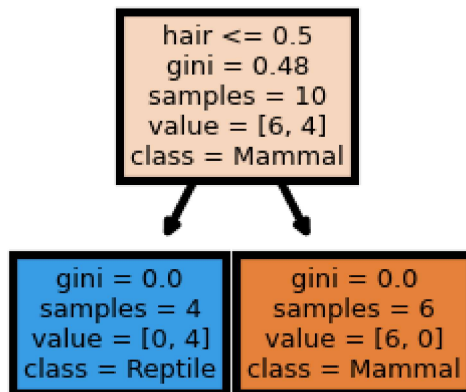 hair <= 0.5
gini = 0.48
samples = 10
value = [6, 4]
class = Mammal
gini = 0.0
samples = 4
value = [0, 4]
class = Reptile
gini = 0.0
samples = 6
value = [6, 0]
class = Mammal